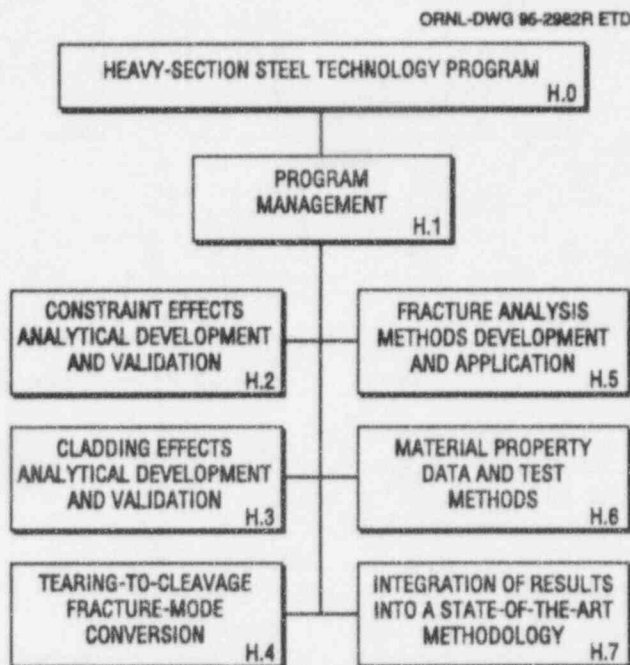 ORNL-DWG 95-2982R ETD
HEAVY-SECTION STEEL TECHNOLOGY PROGRAM
H.0
PROGRAM
MANAGEMENT
H.1
CONSTRAINT EFFECTS
ANALYTICAL DEVELOPMENT
AND VALIDATION
H.2
CLADDING EFFECTS
ANALYTICAL DEVELOPMENT
AND VALIDATION
H.3
TEARING-TO-CLEAVAGE
FRACTURE-MODE
CONVERSION
H.4
FRACTURE ANALYSIS
METHODS DEVELOPMENT
AND APPLICATION
H.5
MATERIAL PROPERTY
DATA AND TEST
METHODS
H.6
INTEGRATION OF RESULTS
INTO A STATE-OF-THE-ART
METHODOLOGY
H.7